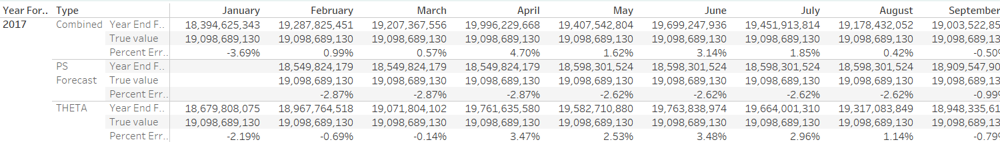 Year For.. Type January February March April May June July August September
2017 Combined Year End F.. 18,394,625,343 19,287,825,451 19,207,367,556 19,996,229,668 19,407,542,804 19,699,247,936 19,451,913,814 19,178,432,052 19,003,522,85
True value 19,098,689,130 19,098,689,130 19,098,689,130 19,098,689,130 19,098,689,130 19,098,689,130 19,098,689,130 19,098,689,130 19,098,689,13
Percent Err.. -3.69% 0.99% 0.57% 4.70% 1.62% 3.14% 1.85% 0.42% -0.50%
PS Year End F.. 18,549,824,179 18,549,824,179 18,549,824,179 18,598,301,524 18,598,301,524 18,598,301,524 18,598,301,524 18,909,547,90
Forecast True value 19,098,689,130 19,098,689,130 19,098,689,130 19,098,689,130 19,098,689,130 19,098,689,130 19,098,689,130 19,098,689,13
Percent Err.. -2.87% -2.87% -2.87% -2.62% -2.62% -2.62% -2.62% -0.99%
THETA Year End F.. 18,679,808,075 18,967,764,518 19,071,804,102 19,761,635,580 19,582,710,880 19,763,838,974 19,664,001,310 19,317,083,849 18,948,335,61
True value 19,098,689,130 19,098,689,130 19,098,689,130 19,098,689,130 19,098,689,130 19,098,689,130 19,098,689,130 19,098,689,130 19,098,689,13
Percent Err.. -2.19% -0.69% -0.14% 3.47% 2.53% 3.48% 2.96% 1.14% -0.79%